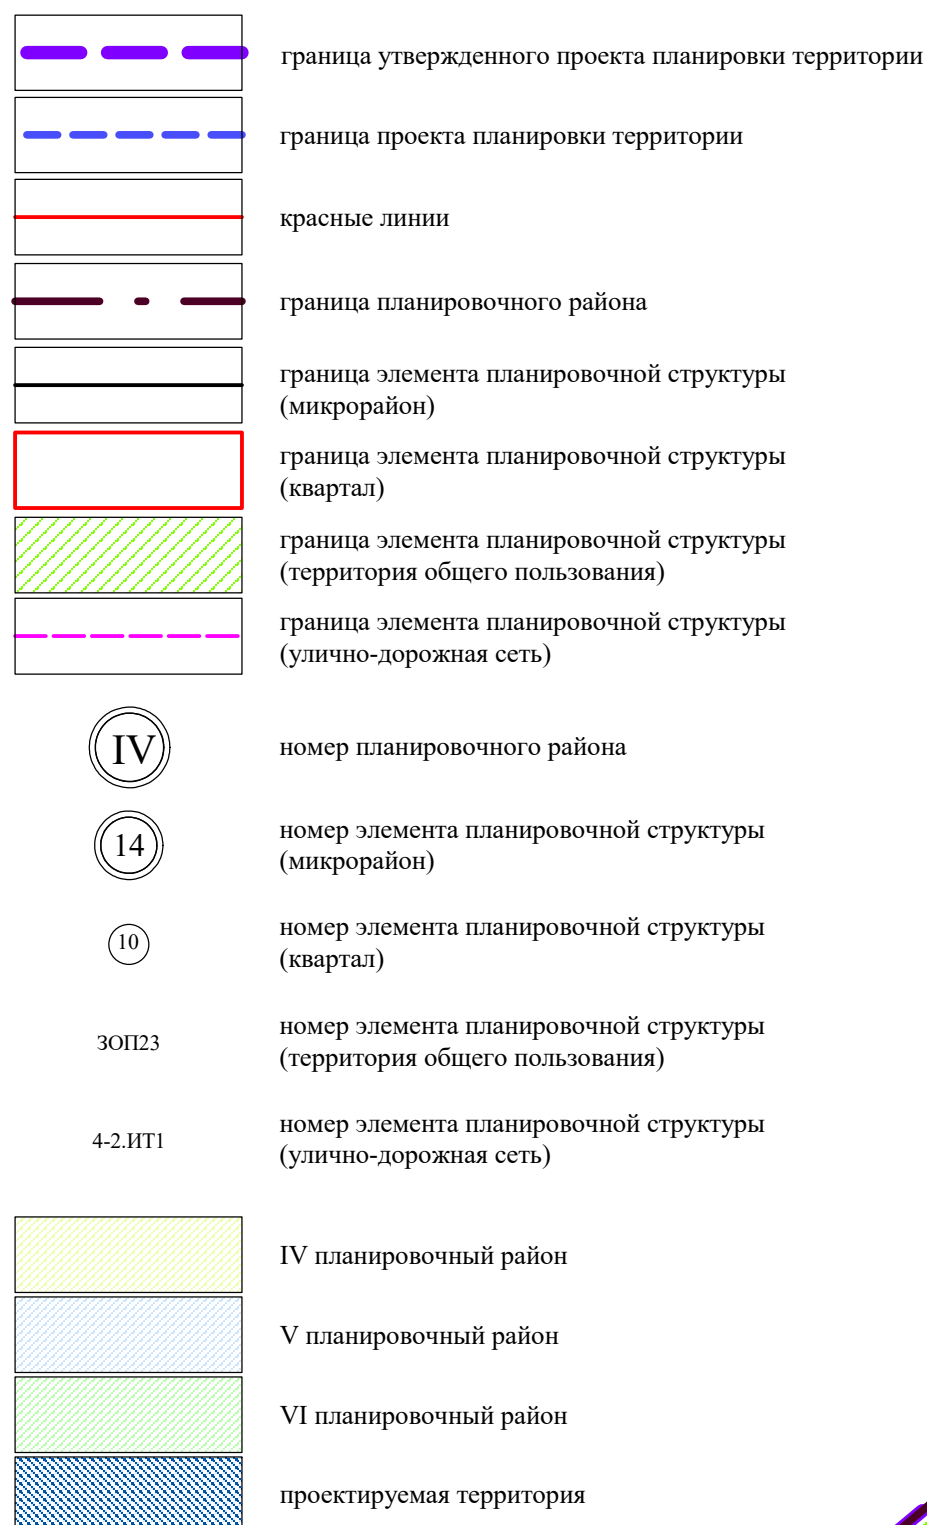 граница утвержденного проекта планировки территории
граница проекта планировки территории
красные линии
граница планировочного района
граница элемента планировочной структуры
(микрорайон)
граница элемента планировочной структуры
(квартал)
граница элемента планировочной структуры
(территория общего пользования)
граница элемента планировочной структуры
(улично-дорожная сеть)
IV
номер планировочного района
14
номер элемента планировочной структуры
(микрорайон)
10
номер элемента планировочной структуры
(квартал)
ЗОП23
номер элемента планировочной структуры
(территория общего пользования)
4-2.ИТ1
номер элемента планировочной структуры
(улично-дорожная сеть)
IV планировочный район
V планировочный район
VI планировочный район
проектируемая территория